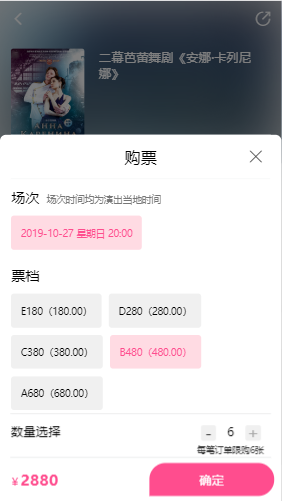 二幕芭蕾舞剧《安娜·卡列尼
娜》
АННА
购票
场次 场次时间均为演出当地时间
2019-10-27 星期日 20:00
票档
E180（180.00）
D280（280.00）
C380（380.00）
B480（480.00）
A680（680.00）
数量选择
- 6 +
每笔订单限购6张
¥2880
确定